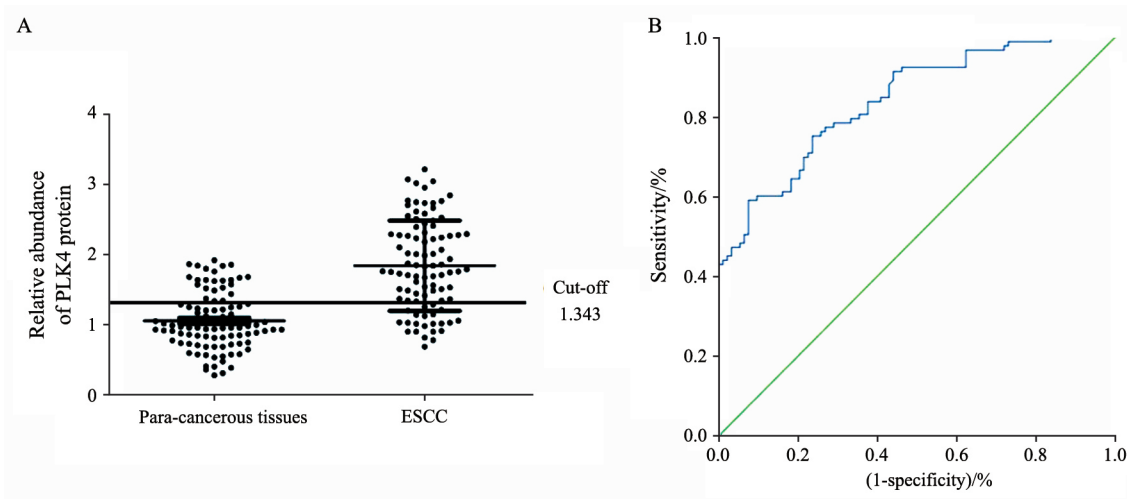 A
Relative abundance
of PLK4 protein
4
3
2
1
0
Para-cancerous tissues
ESCC
Cut-off
1.343
B
Sensitivity/%
1.0
0.8
0.6
0.4
0.2
0.0
0.0
0.2
0.4
0.6
0.8
1.0
(1-specificity)/%